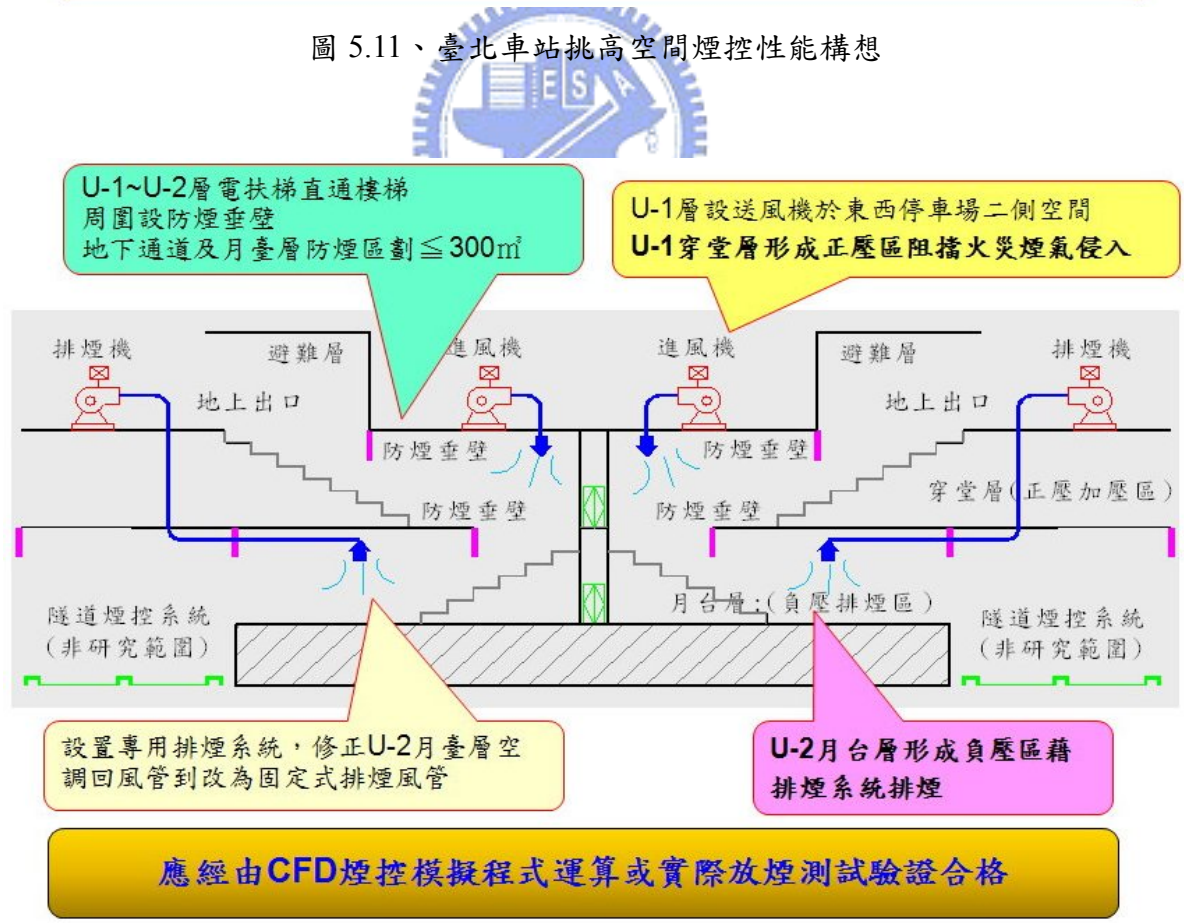 圖 5.11、臺北車站挑高空間煙控性能構想
E S A
U-1~U-2層電扶梯直通樓梯
周圍設防煙垂壁
地下通道及月臺層防煙區劃≦300㎡
U-1層設送風機於東西停車場二側空間
U-1穿堂層形成正壓區阻擋火災煙氣侵入
排煙機
避難層
進風機
進風機
避難層
排煙機
地上出口
地上出口
防煙垂壁
防煙垂壁
防煙垂壁
防煙垂壁
穿堂層(正壓加壓區)
隧道煙控系統
(非研究範圍)
月台層:(負壓排煙區)
隧道煙控系統
(非研究範圍)
設置專用排煙系統，修正U-2月臺層空
調回風管到改為固定式排煙風管
U-2月台層形成負壓區藉
排煙系統排煙
應經由CFD煙控模擬程式運算或實際放煙測試驗證合格